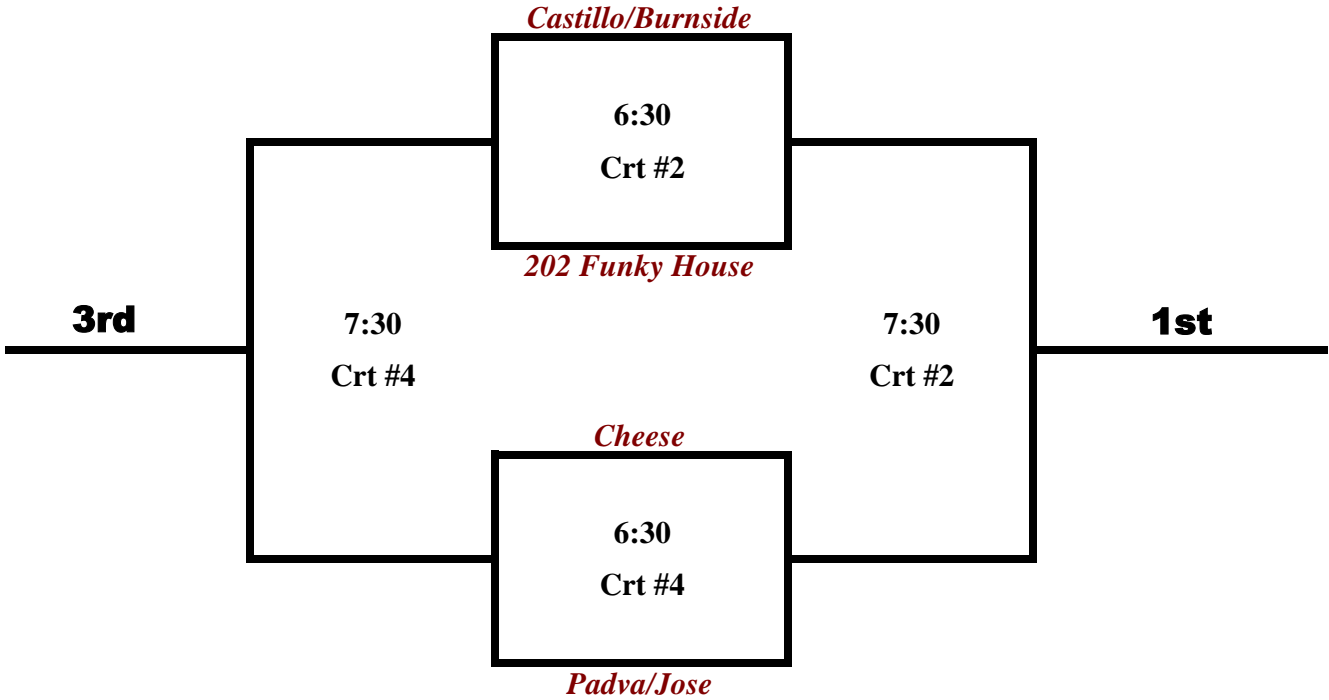 Castillo/Burnside
6:30
Crt #2
202 Funky House
3rd
7:30
Crt #4
7:30
Crt #2
1st
Cheese
6:30
Crt #4
Padva/Jose